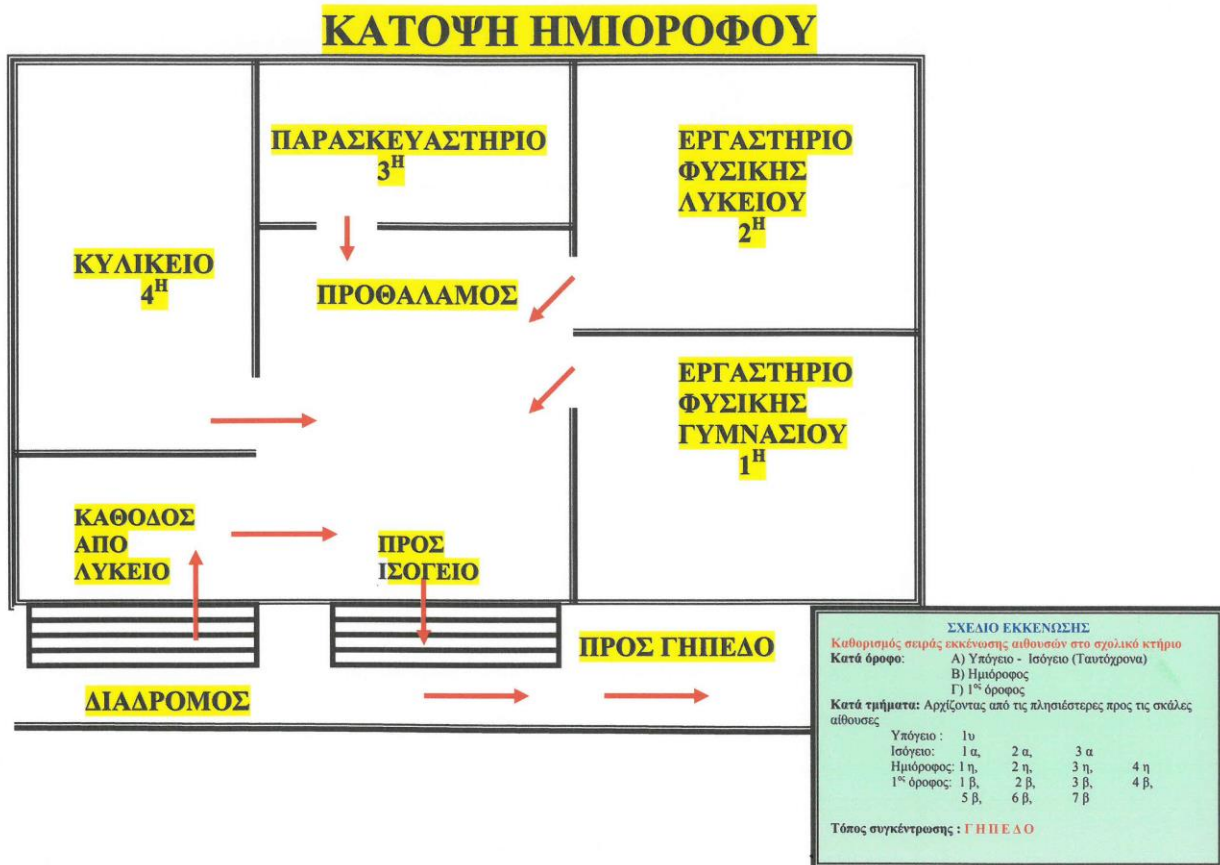 ΚΑΤΟΨΗ ΗΜΙΟΡΟΦΟΥ
ΠΑΡΑΣΚΕΥΑΣΤΗΡΙΟ
3Η
ΕΡΓΑΣΤΗΡΙΟ
ΦΥΣΙΚΗΣ
ΛΥΚΕΙΟΥ
2Η
ΚΥΛΙΚΕΙΟ
4Η
ΠΡΟΘΑΛΑΜΟΣ
ΕΡΓΑΣΤΗΡΙΟ
ΦΥΣΙΚΗΣ
ΓΥΜΝΑΣΙΟΥ
1Η
ΚΑΘΟΔΟΣ
ΑΠΟ
ΛΥΚΕΙΟ
ΠΡΟΣ
ΙΣΟΓΕΙΟ
ΠΡΟΣ ΓΗΠΕΔΟ
ΔΙΑΔΡΟΜΟΣ
ΣΧΕΔΙΟ ΕΚΚΕΝΩΣΗΣ
Καθορισμός σειράς εκκένωσης αιθουσών στο σχολικό κτήριο
Κατά όροφο: Α) Υπόγειο - Ισόγειο (Ταυτόχρονα)
Β) Ημιόροφος
Γ) 1ος όροφος
Κατά τμήματα: Αρχίζοντας από τις πλησιέστερες προς τις σκάλες
αίθουσες
Υπόγειο : 1υ
Ισόγειο: 1 α, 2 α, 3 α
Ημιόροφος: 1 η, 2 η, 3 η, 4 η
1ος όροφος: 1 β, 2 β, 3 β, 4 β,
5 β, 6 β, 7 β
Τόπος συγκέντρωσης : Γ Η Π Ε Δ Ο